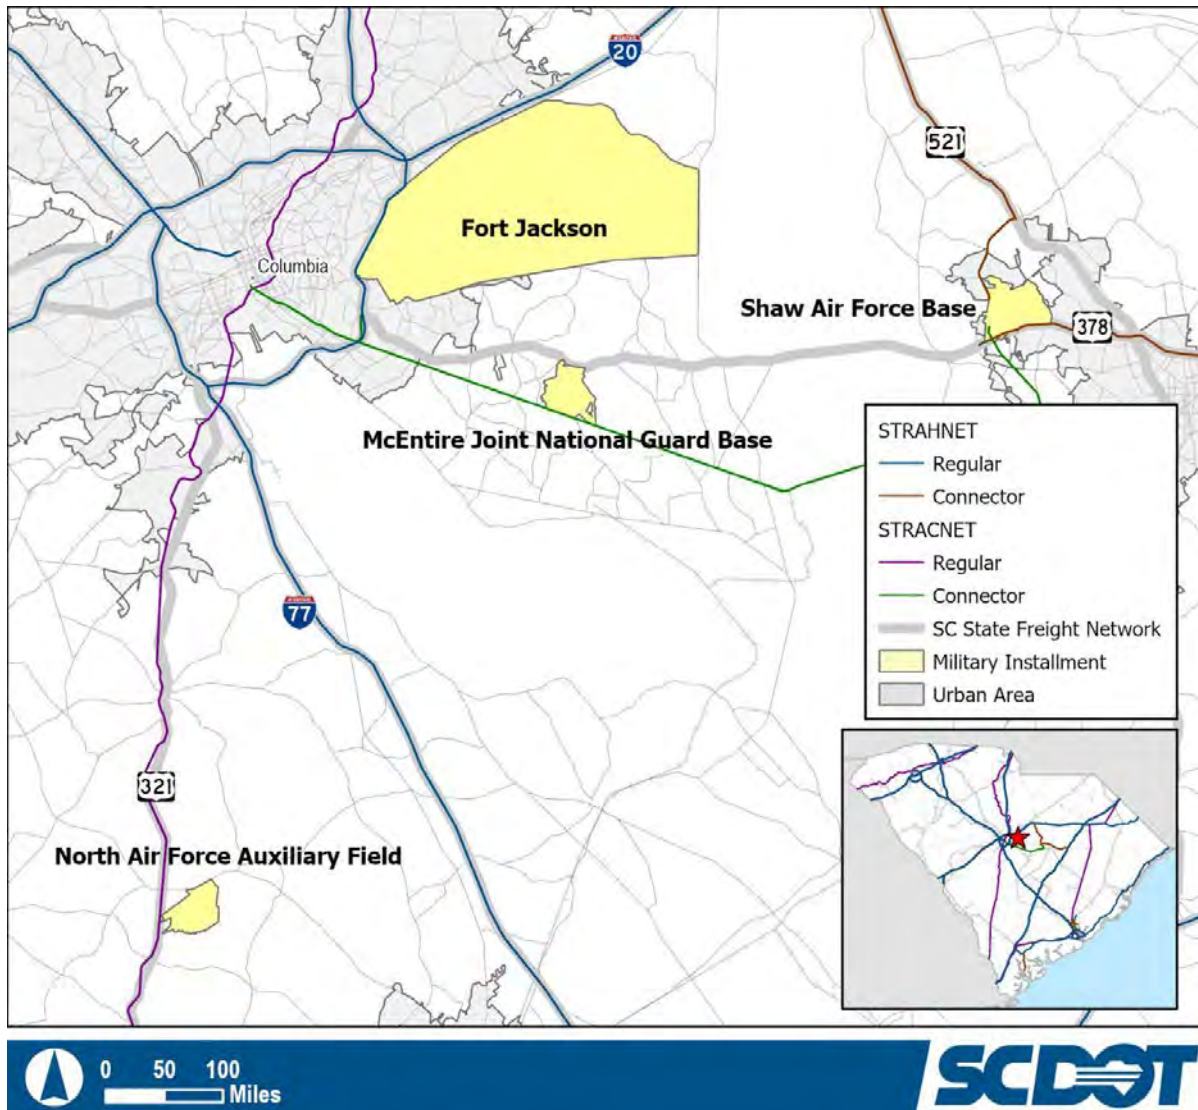 20
521
Fort Jackson
Columbia
Shaw Air Force Base
378
McEntire Joint National Guard Base
STRAHNET
Regular
Connector
STRACNET
Regular
Connector
SC State Freight Network
Military Installment
Urban Area
77
321
North Air Force Auxiliary Field
0 50 100
Miles
SCDOT